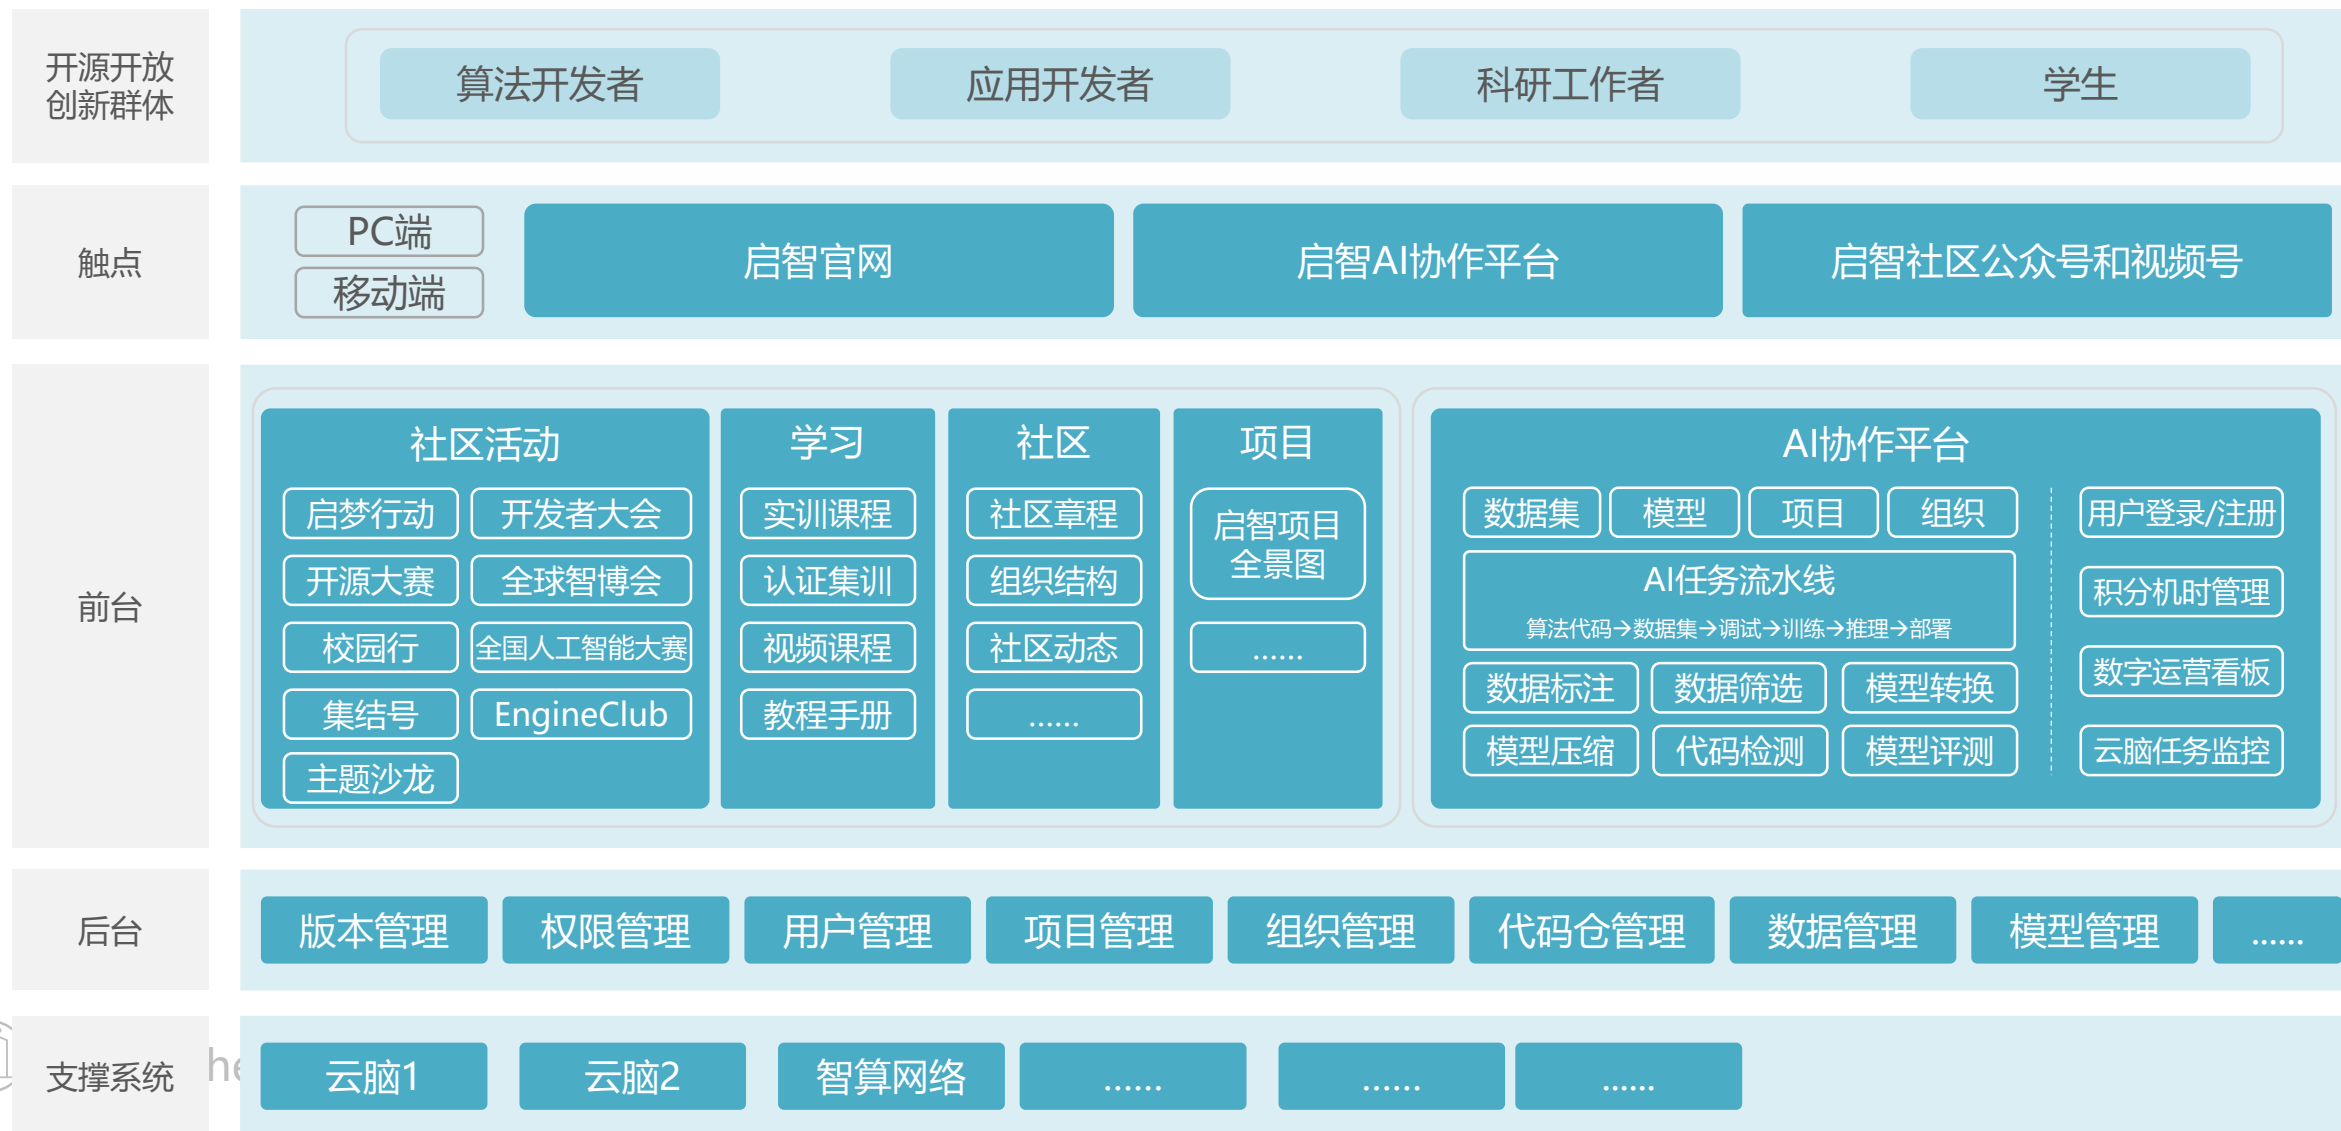 开源开放
创新群体
算法开发者
应用开发者
科研工作者
学生
触点
PC端
移动端
启智官网
启智AI协作平台
启智社区公众号和视频号
前台
社区活动
启梦行动
开发者大会
开源大赛
全球智博会
校园行
全国人工智能大赛
集结号
EngineClub
主题沙龙
学习
实训课程
认证集训
视频课程
教程手册
社区
社区章程
组织结构
社区动态
……
项目
启智项目
全景图
……
AI协作平台
数据集
模型
项目
组织
AI任务流水线
算法代码→数据集→调试→训练→推理→部署
数据标注
数据筛选
模型转换
模型压缩
代码检测
模型评测
用户登录/注册
积分机时管理
数字运营看板
云脑任务监控
后台
版本管理
权限管理
用户管理
项目管理
组织管理
代码仓管理
数据管理
模型管理
……
支撑系统
云脑1
云脑2
智算网络
……
……
……